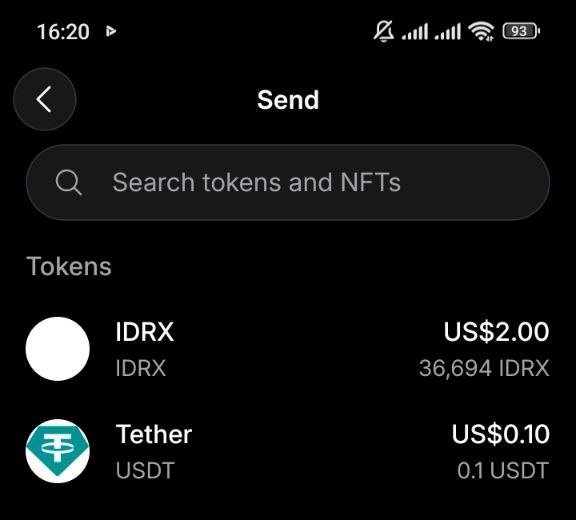 16:20
93
Send
Search tokens and NFTs
Tokens
IDRX US$2.00
IDRX 36,694 IDRX
Tether US$0.10
USDT 0.1 USDT